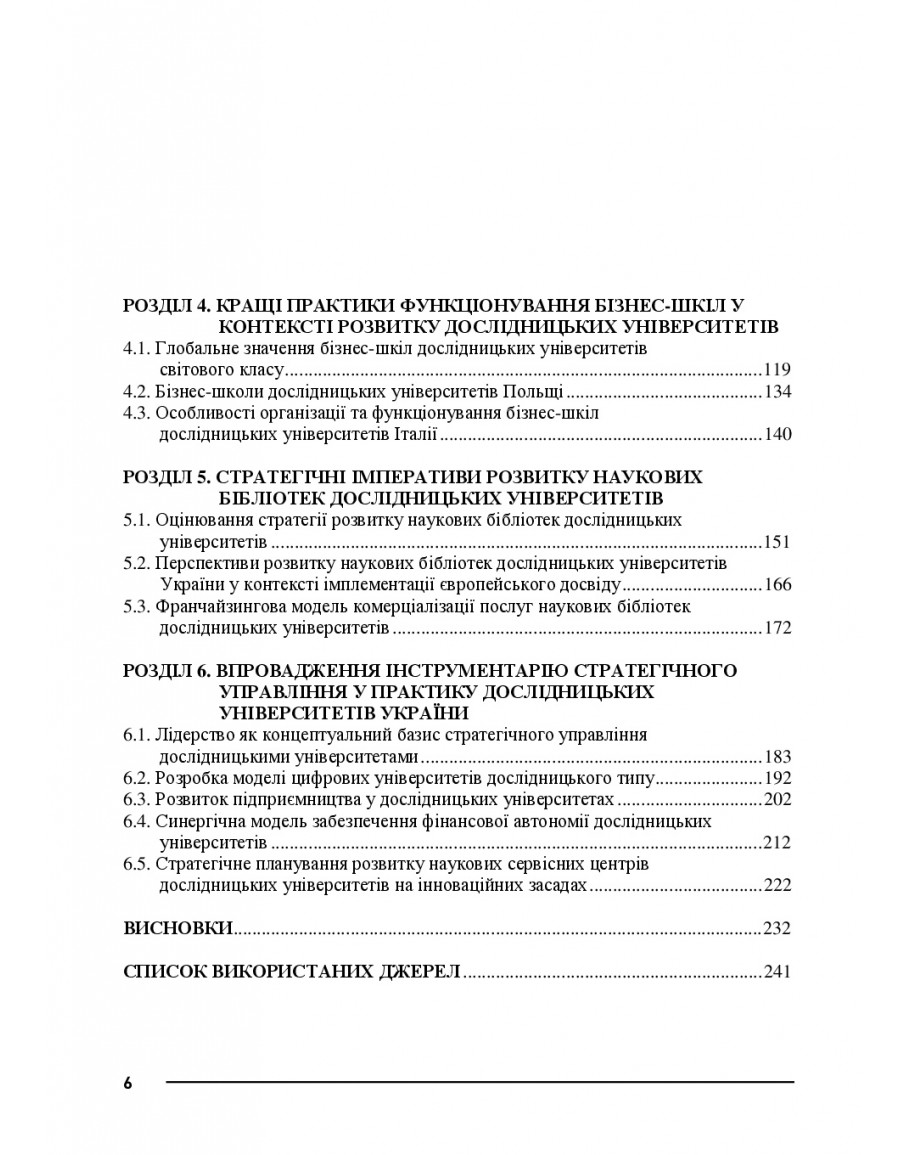 РОЗДІЛ 4. КРАЩІ ПРАКТИКИ ФУНКЦІОНУВАННЯ БІЗНЕС-ШКІЛ У
КОНТЕКСТІ РОЗВИТКУ ДОСЛІДНИЦЬКИХ УНІВЕРСИТЕТІВ
4.1. Глобальне значення бізнес-шкіл дослідницьких університетів
світового класу....................119
4.2. Бізнес-школи дослідницьких університетів Польщі....................134
4.3. Особливості організації та функціонування бізнес-шкіл
дослідницьких університетів Італії....................140
РОЗДІЛ 5. СТРАТЕГІЧНІ ІМПЕРАТИВИ РОЗВИТКУ НАУКОВИХ
БІБЛІОТЕК ДОСЛІДНИЦЬКИХ УНІВЕРСИТЕТІВ
5.1. Оцінювання стратегії розвитку наукових бібліотек дослідницьких
університетів....................151
5.2. Перспективи розвитку наукових бібліотек дослідницьких університетів
України у контексті імплементації європейського досвіду....................166
5.3. Франчайзингова модель комерціалізації послуг наукових бібліотек
дослідницьких університетів....................172
РОЗДІЛ 6. ВПРОВАДЖЕННЯ ІНСТРУМЕНТАРІЮ СТРАТЕГІЧНОГО
УПРАВЛІННЯ У ПРАКТИКУ ДОСЛІДНИЦЬКИХ
УНІВЕРСИТЕТІВ УКРАЇНИ
6.1. Лідерство як концептуальний базис стратегічного управління
дослідницькими університетами....................183
6.2. Розробка моделі цифрових університетів дослідницького типу....................192
6.3. Розвиток підприємництва у дослідницьких університетах....................202
6.4. Синергічна модель забезпечення фінансової автономії дослідницьких
університетів....................212
6.5. Стратегічне планування розвитку наукових сервісних центрів
дослідницьких університетів на інноваційних засадах....................222
ВИСНОВКИ....................232
СПИСОК ВИКОРИСТАНИХ ДЖЕРЕЛ....................241
6